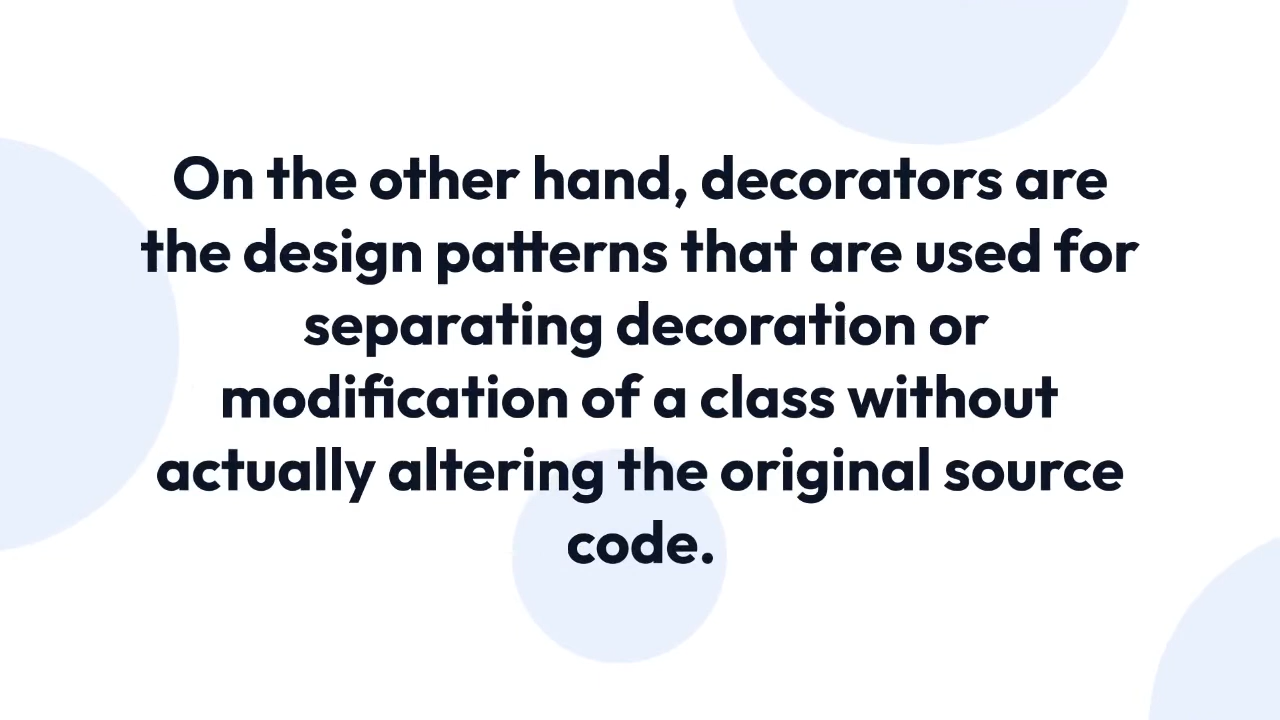 On the other hand, decorators are
the design patterns that are used for
separating decoration or
modification of a class without
actually altering the original source
code.